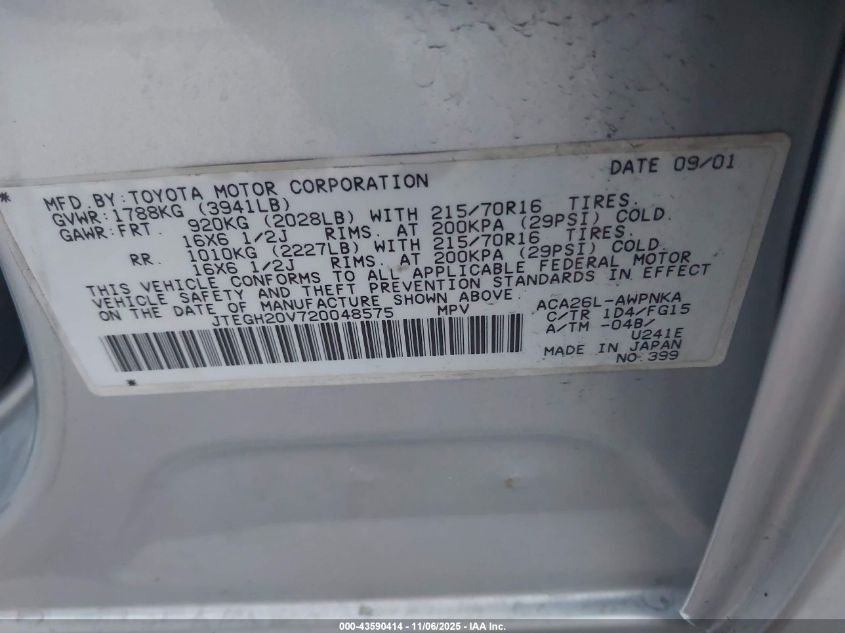 DATE 09/01
MFD. BY: TOYOTA MOTOR CORPORATION
GVWR: 1788KG (3941LB)
GAWR: FRT. 920KG (2028LB) WITH 215/70R16 TIRES.
16X6 1/2J RIMS. AT 200KPA (29PSI) COLD.
RR. 1010KG (2227LB) WITH 215/70R16 TIRES.
16X6 1/2J RIMS. AT 200KPA (29PSI) COLD.
THIS VEHICLE CONFORMS TO ALL APPLICABLE FEDERAL MOTOR
VEHICLE SAFETY AND THEFT PREVENTION STANDARDS IN EFFECT
ON THE DATE OF MANUFACTURE SHOWN ABOVE.
JTEGH20V720048575 MPV
ACA26L-AWPNKA
C/TR 1D4/FG15
A/TM -04B/
U241E
MADE IN JAPAN
NO. 399
000-43590414 - 11/06/2025 - IAA Inc.